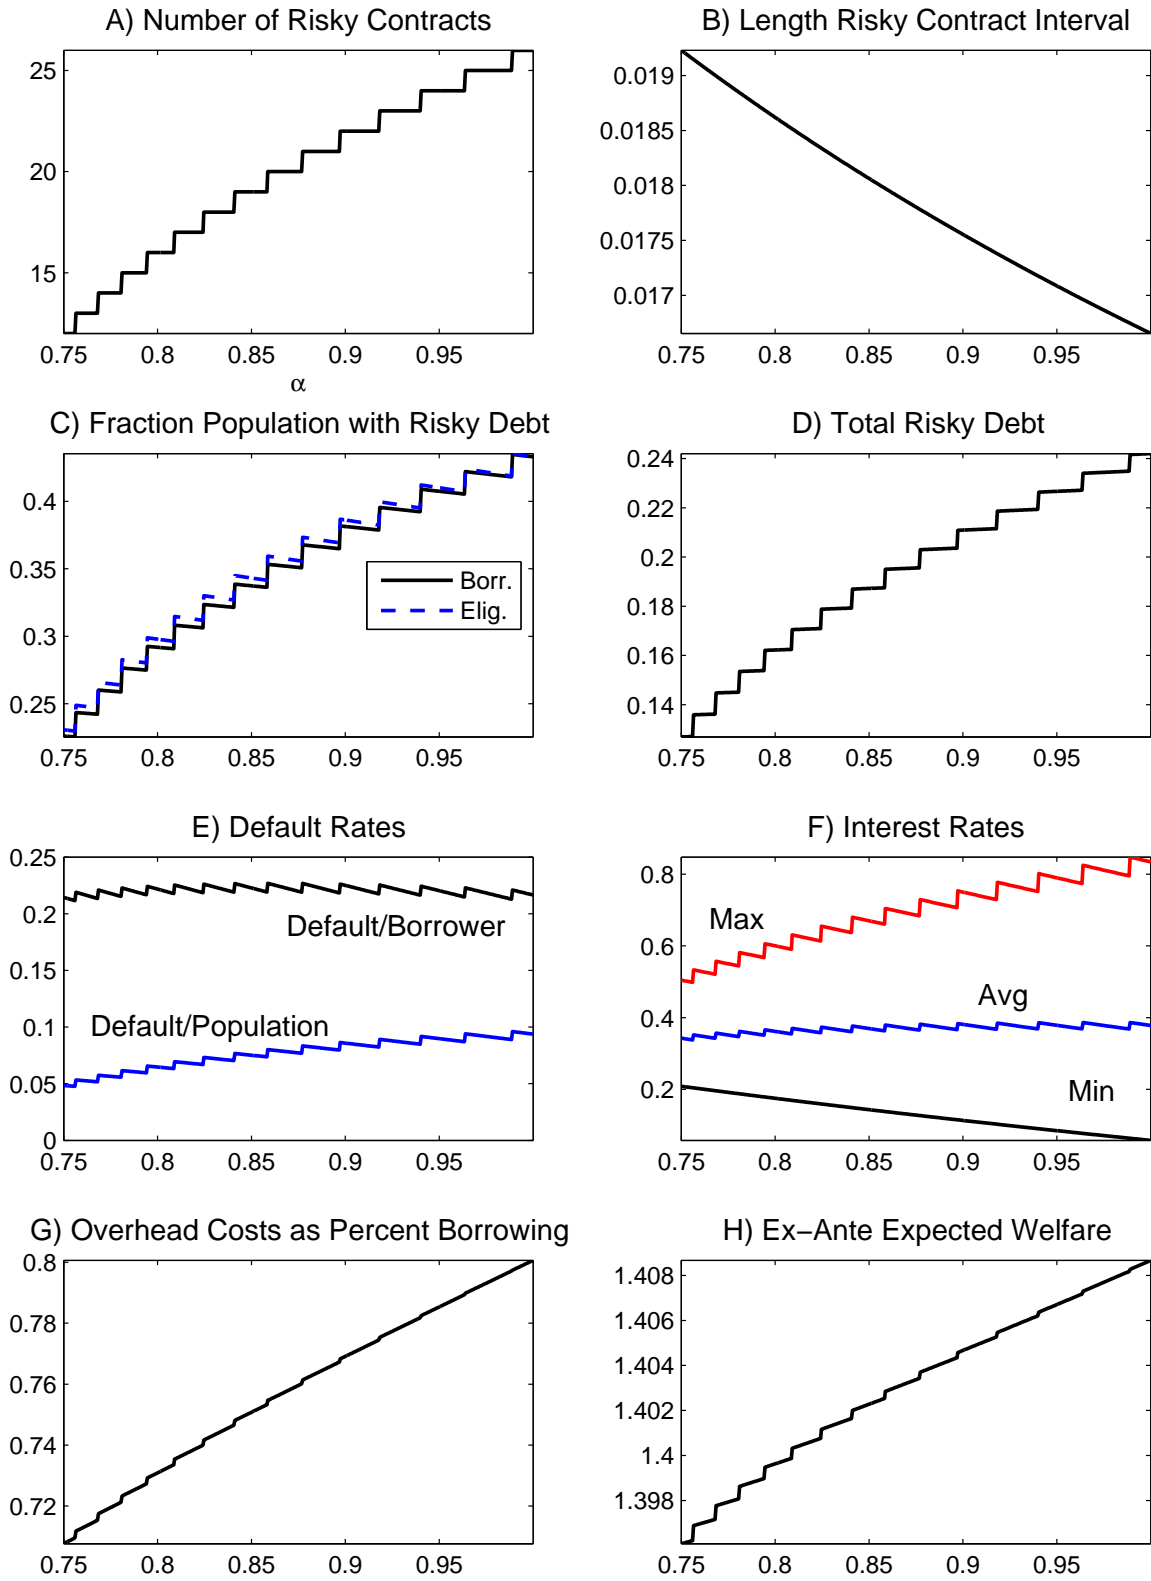 A) Number of Risky Contracts
25
20
15
0.75 0.8 0.85 0.9 0.95
α
B) Length Risky Contract Interval
0.019
0.0185
0.018
0.0175
0.017
0.75 0.8 0.85 0.9 0.95
C) Fraction Population with Risky Debt
0.4
0.35
0.3
0.25
Borr.
Elig.
0.75 0.8 0.85 0.9 0.95
D) Total Risky Debt
0.24
0.22
0.2
0.18
0.16
0.14
0.75 0.8 0.85 0.9 0.95
E) Default Rates
0.25
0.2
0.15
0.1
0.05
0
Default/Borrower
Default/Population
0.75 0.8 0.85 0.9 0.95
F) Interest Rates
0.8
0.6
0.4
0.2
Max
Avg
Min
0.75 0.8 0.85 0.9 0.95
G) Overhead Costs as Percent Borrowing
0.8
0.78
0.76
0.74
0.72
0.75 0.8 0.85 0.9 0.95
H) Ex−Ante Expected Welfare
1.408
1.406
1.404
1.402
1.4
1.398
0.75 0.8 0.85 0.9 0.95